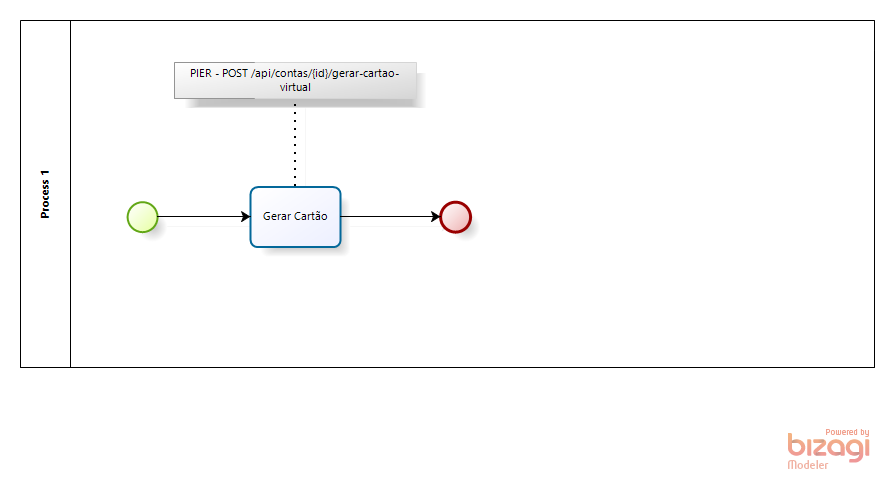 PIER - POST /api/contas/{id}/gerar-cartao-
virtual
Process 1
Gerar Cartão
Powered by
bizagi
Modeler